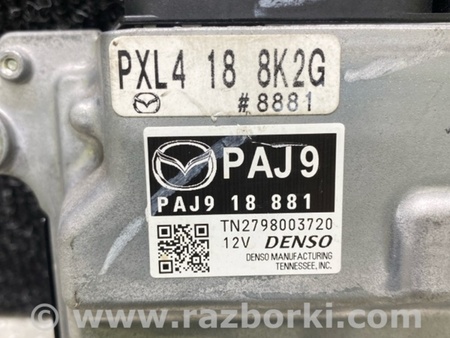 PXL4 18 8K2G
#8881
PAJ9
PAJ9 18 881
TN2798003720
12V DENSO
DENSO MANUFACTURING
TENNESSEE, INC.
www.razborki.com